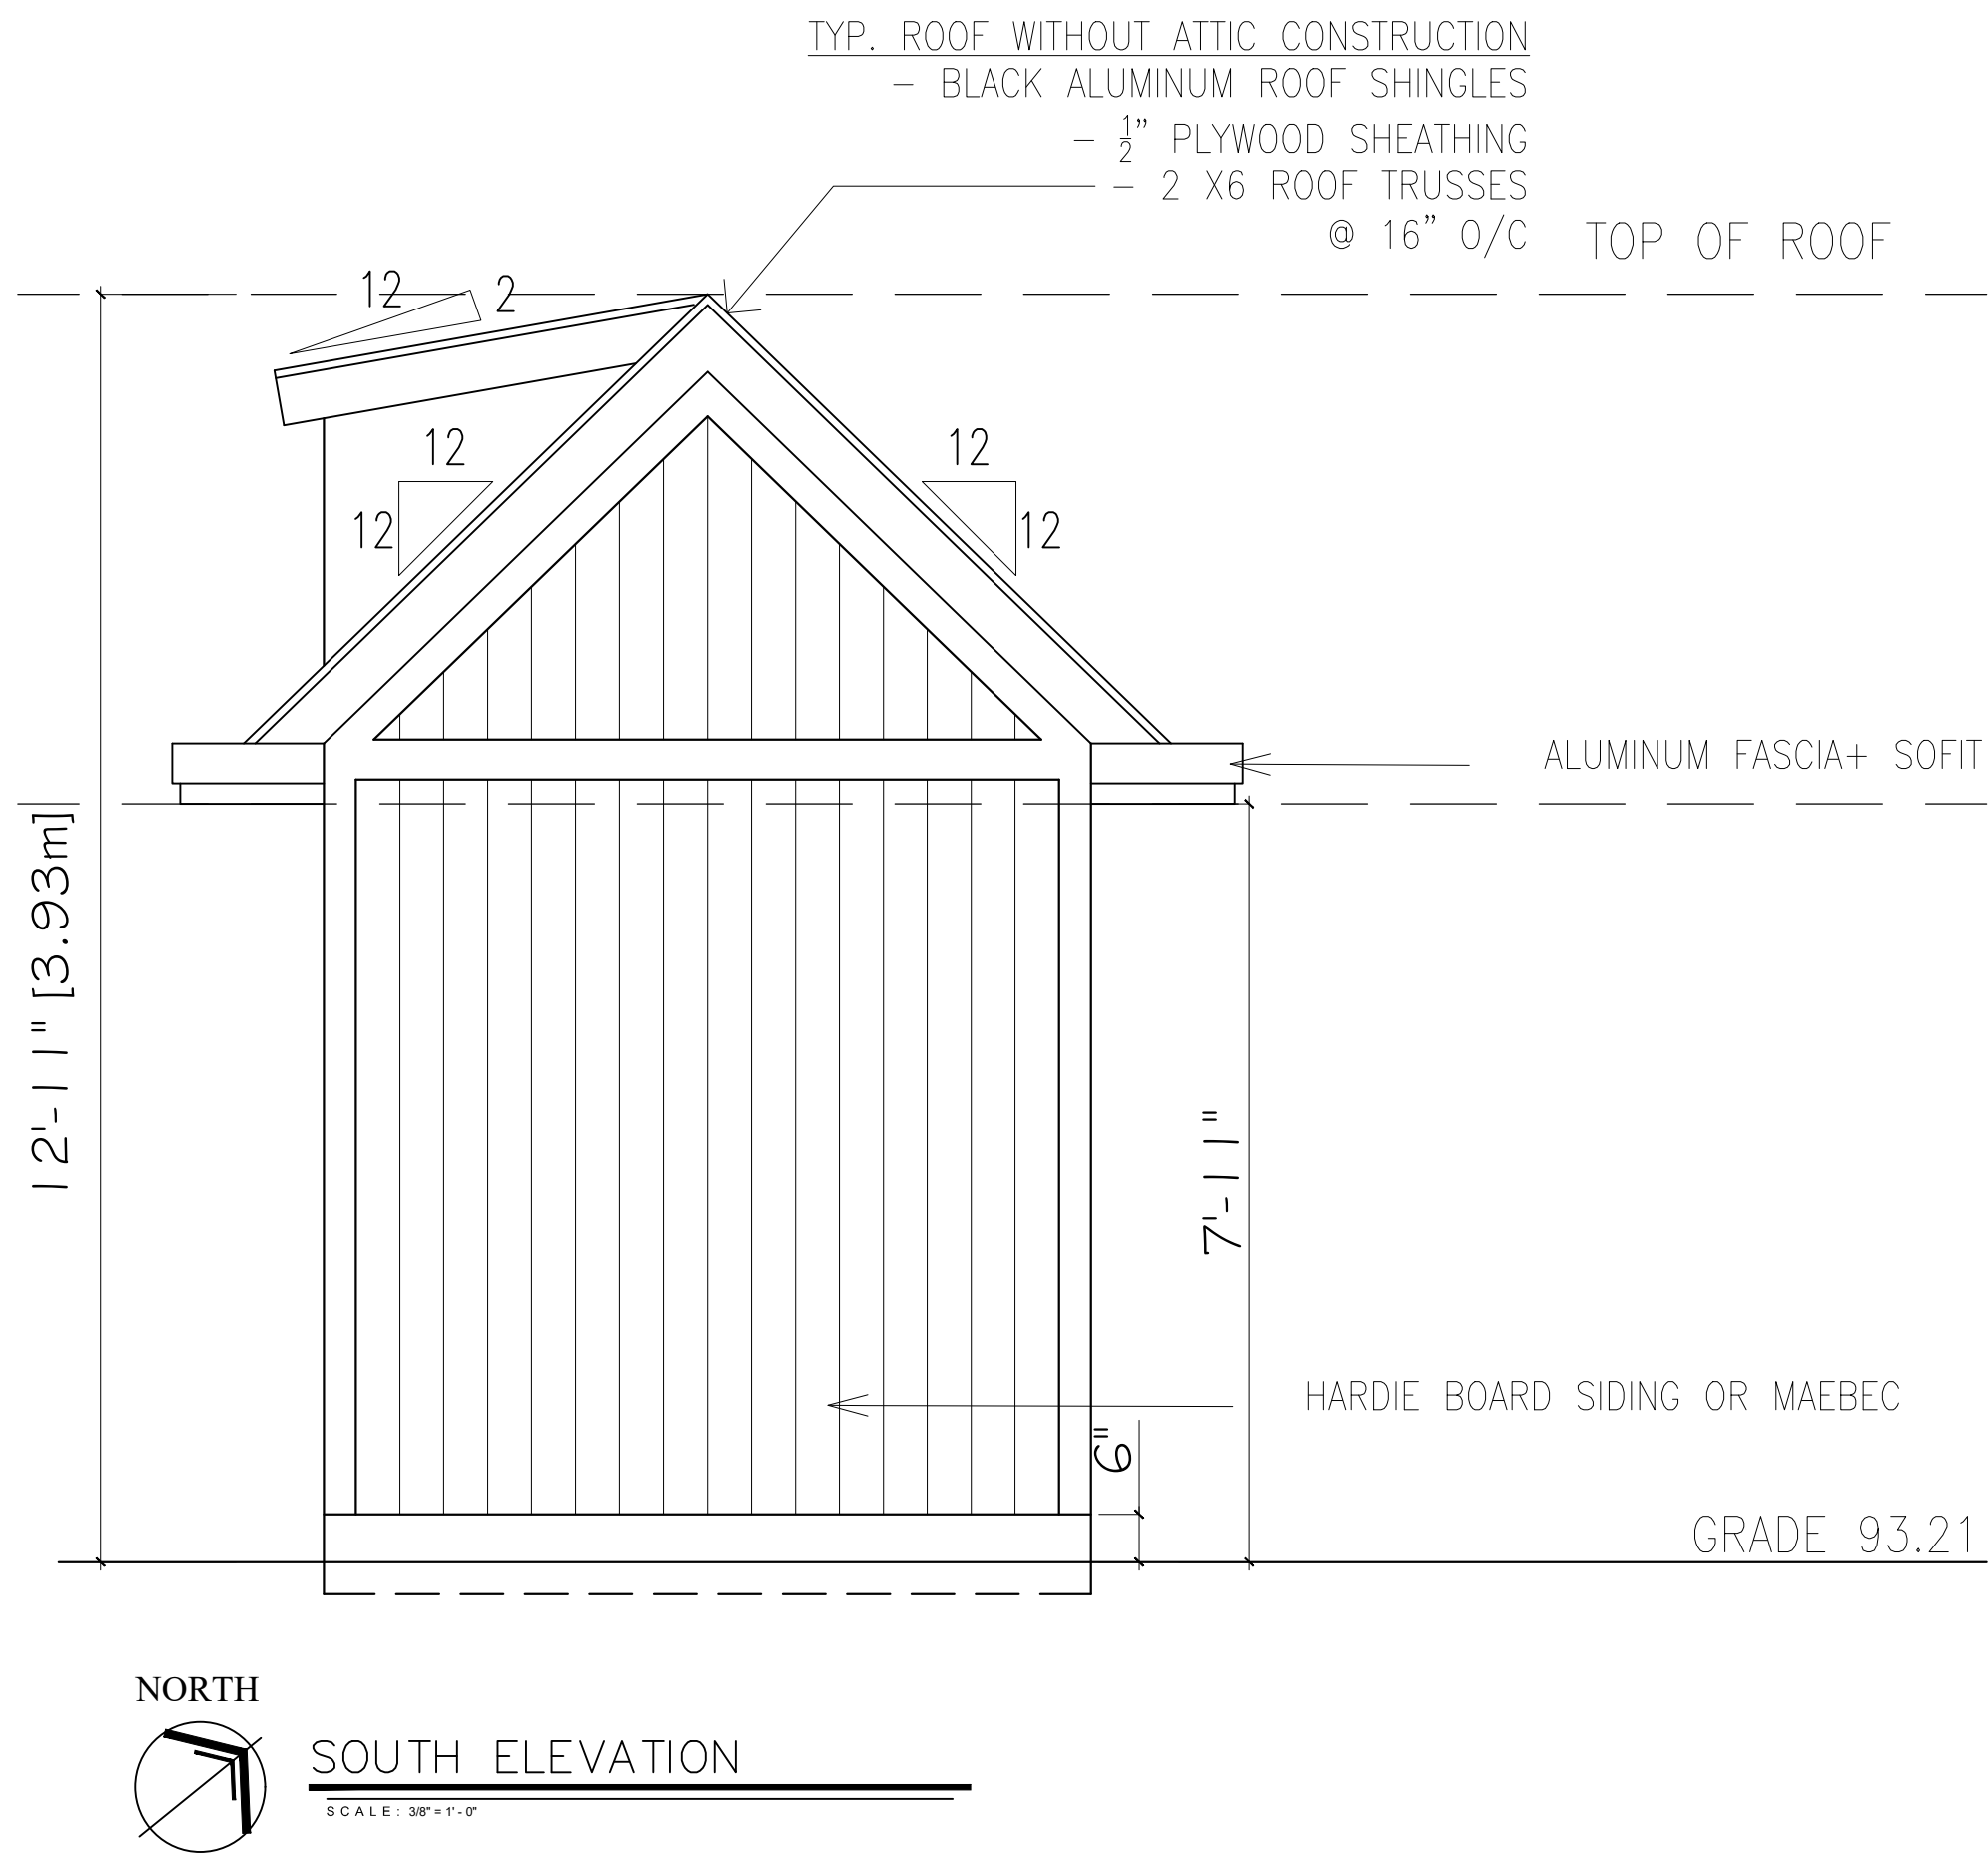 TYP. ROOF WITHOUT ATTIC CONSTRUCTION
- BLACK ALUMINUM ROOF SHINGLES
- 1/2" PLYWOOD SHEATHING
- 2 X6 ROOF TRUSSES
@ 16" O/C
TOP OF ROOF
12
2
12
12
12
12
ALUMINUM FASCIA+ SOFIT
12'-11" [3.93m]
7'-11"
HARDIE BOARD SIDING OR MAEBEC
6"
GRADE 93.21
NORTH
SOUTH ELEVATION
SCALE: 3/8" = 1' - 0"